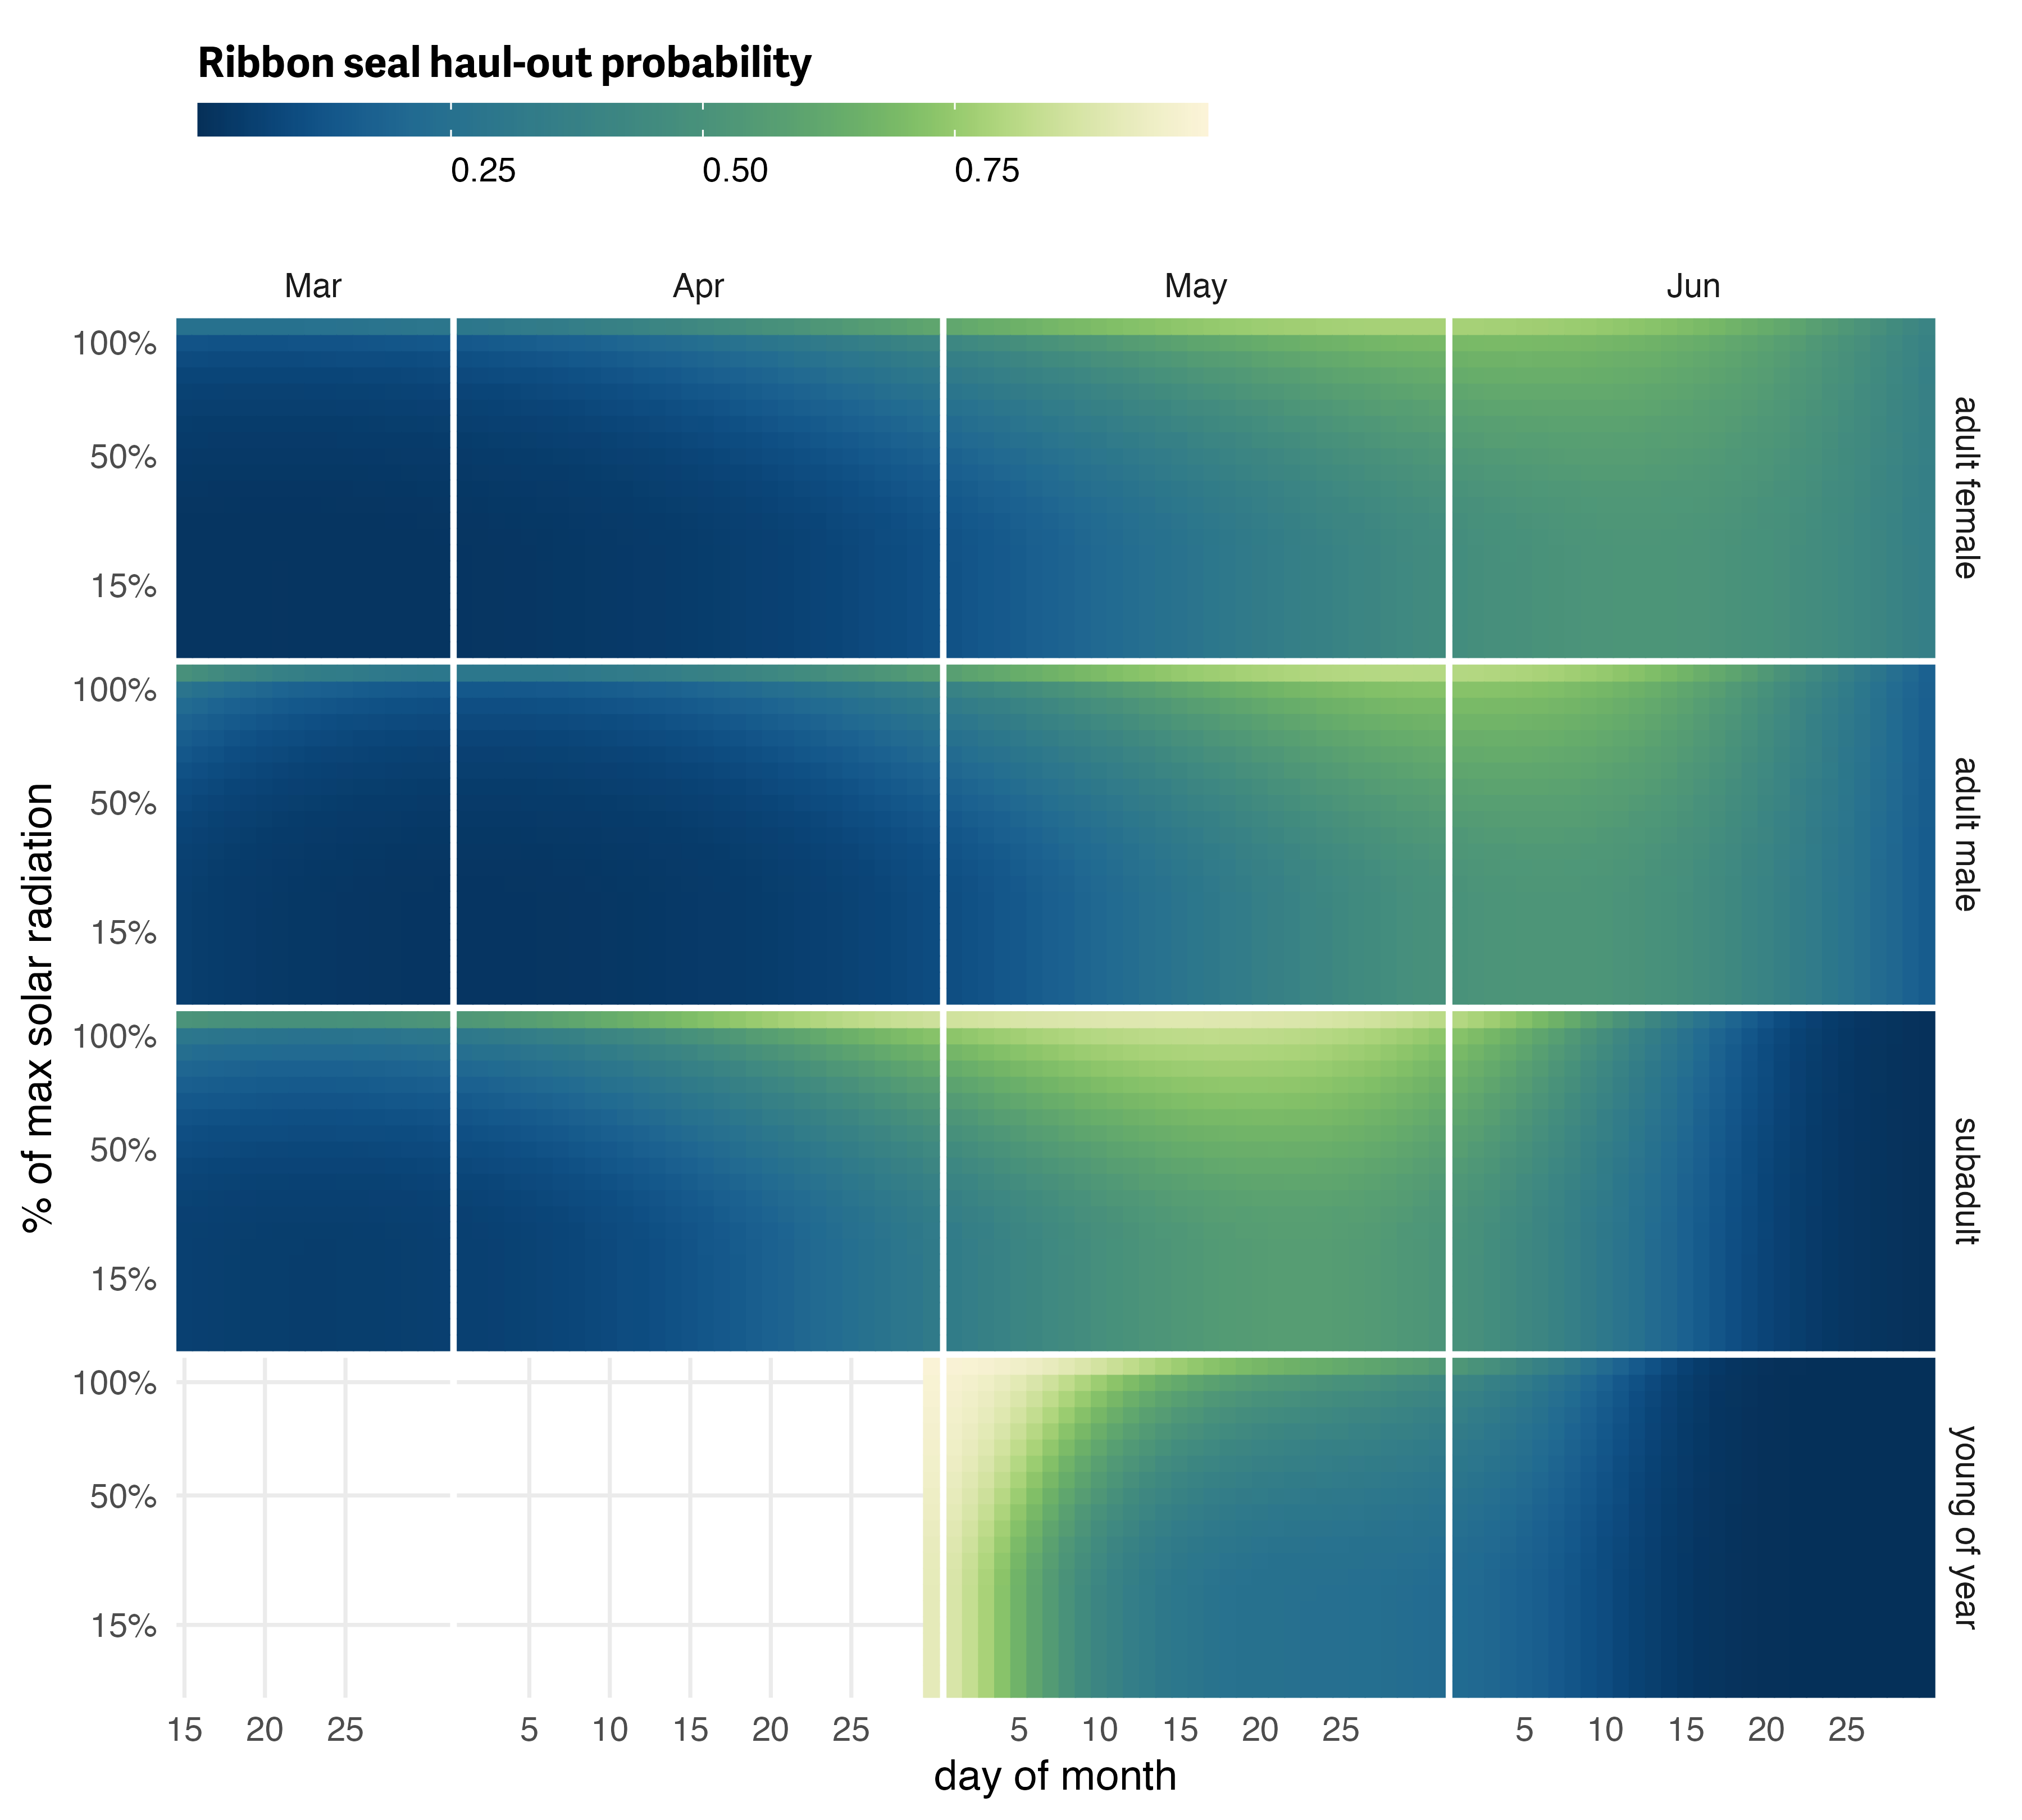 Ribbon seal haul-out probability
0.25 0.50 0.75
Mar Apr May Jun
100%
50%
15%
adult female
100%
50%
15%
adult male
100%
50%
15%
subadult
100%
50%
15%
young of year
% of max solar radiation
15 20 25 5 10 15 20 25 5 10 15 20 25 5 10 15 20 25
day of month